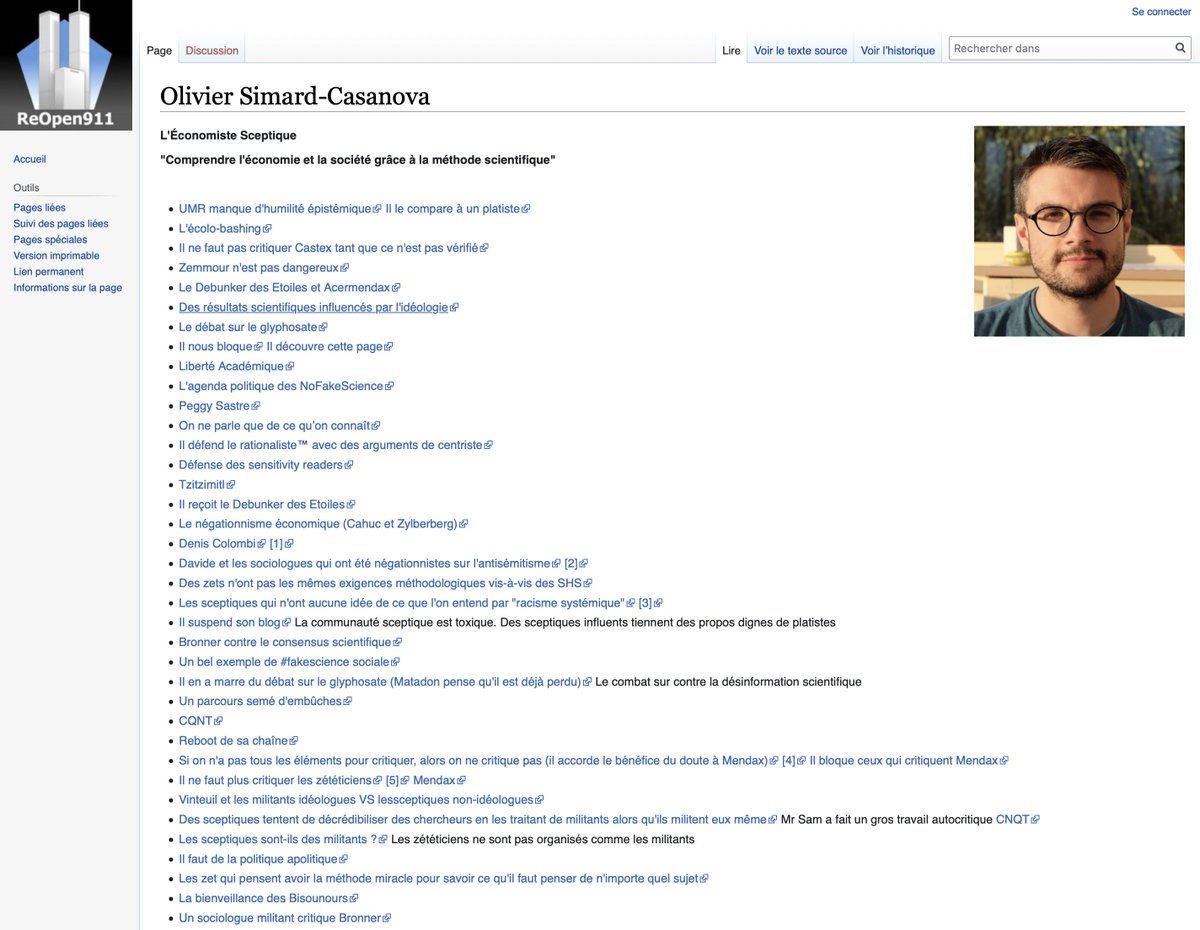 Se connecter
Page Discussion Lire Voir le texte source Voir l'historique Rechercher dans
ReOpen911
Accueil
Outils
Pages liées
Suivi des pages liées
Pages spéciales
Version imprimable
Lien permanent
Informations sur la page
Olivier Simard-Casanova
L'Économiste Sceptique
"Comprendre l'économie et la société grâce à la méthode scientifique"
UMR manque d'humilité épistémique Il le compare à un platiste
L'écolo-bashing
Il ne faut pas critiquer Castex tant que ce n'est pas vérifié
Zemmour n'est pas dangereux
Le Debunker des Etoiles et Acermendax
Des résultats scientifiques influencés par l'idéologie
Le débat sur le glyphosate
Il nous bloque Il découvre cette page
Liberté Académique
L'agenda politique des NoFakeScience
Peggy Sastre
On ne parle que de ce qu'on connaît
Il défend le rationaliste™ avec des arguments de centriste
Défense des sensitivity readers
Tzitzimitl
Il reçoit le Debunker des Etoiles
Le négationnisme économique (Cahuc et Zylberberg)
Denis Colombi [1]
Davide et les sociologues qui ont été négationnistes sur l'antisémitisme [2]
Des zets n'ont pas les mêmes exigences méthodologiques vis-à-vis des SHS
Les sceptiques qui n'ont aucune idée de ce que l'on entend par "racisme systémique" [3]
Il suspend son blog La communauté sceptique est toxique. Des sceptiques influents tiennent des propos dignes de platistes
Bronner contre le consensus scientifique
Un bel exemple de #fakescience sociale
Il en a marre du débat sur le glyphosate (Matadon pense qu'il est déjà perdu) Le combat sur contre la désinformation scientifique
Un parcours semé d'embûches
CQNT
Reboot de sa chaîne
Si on n'a pas tous les éléments pour critiquer, alors on ne critique pas (il accorde le bénéfice du doute à Mendax) [4] Il bloque ceux qui critiquent Mendax
Il ne faut plus critiquer les zététiciens [5] Mendax
Vinteuil et les militants idéologues VS lessceptiques non-idéologues
Des sceptiques tentent de décrédibiliser des chercheurs en les traitant de militants alors qu'ils militent eux même Mr Sam a fait un gros travail autocritique CNQT
Les sceptiques sont-ils des militants ? Les zététiciens ne sont pas organisés comme les militants
Il faut de la politique apolitique
Les zet qui pensent avoir la méthode miracle pour savoir ce qu'il faut penser de n'importe quel sujet
La bienveillance des Bisounours
Un sociologue militant critique Bronner